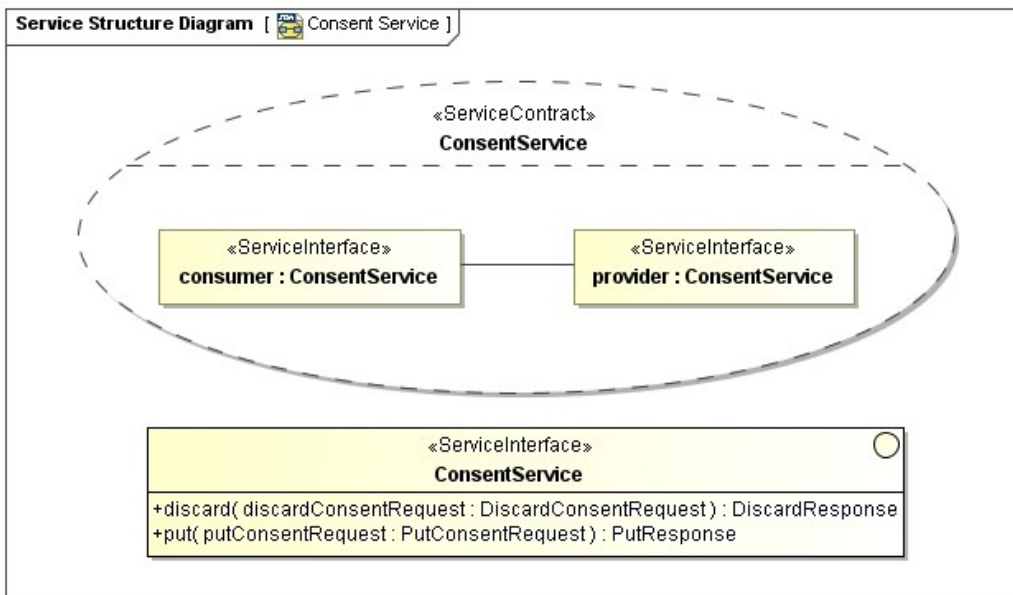 Service Structure Diagram [ Consent Service ]
«ServiceContract»
ConsentService
«ServiceInterface»
consumer : ConsentService
«ServiceInterface»
provider : ConsentService
«ServiceInterface»
ConsentService
+discard( discardConsentRequest : DiscardConsentRequest ) : DiscardResponse
+put( putConsentRequest : PutConsentRequest ) : PutResponse